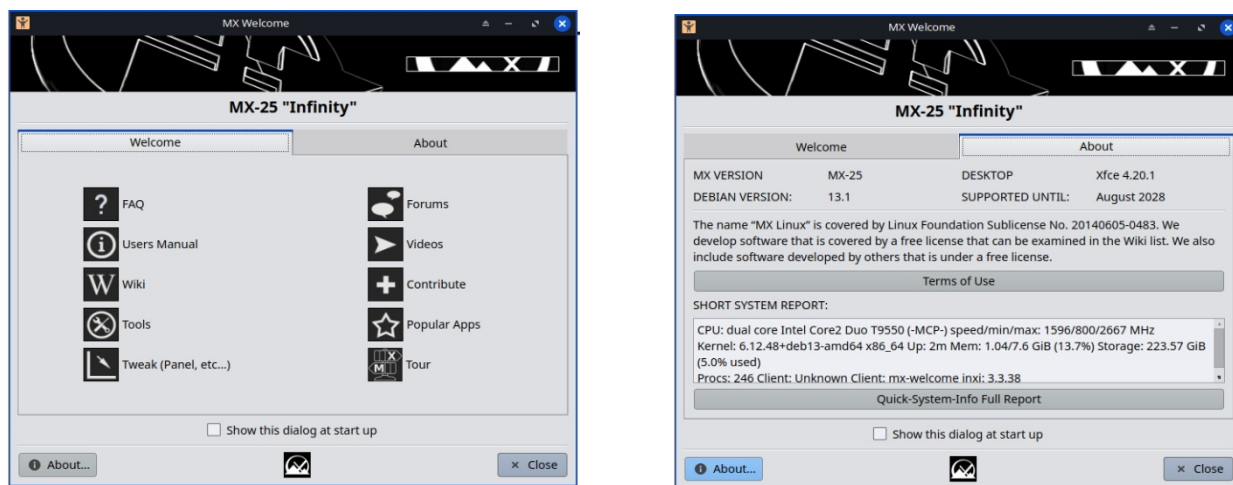 MX Welcome
MX
MX-25 "Infinity"
Welcome
About
? FAQ
Forums
Users Manual
Videos
W Wiki
Contribute
Tools
Popular Apps
Tweak (Panel, etc...)
Tour
Show this dialog at start up
About...
Close
MX Welcome
MX
MX-25 "Infinity"
Welcome
About
MX VERSION MX-25 DESKTOP Xfce 4.20.1
DEBIAN VERSION: 13.1 SUPPORTED UNTIL: August 2028
The name “MX Linux” is covered by Linux Foundation Sublicense No. 20140605-0483. We
develop software that is covered by a free license that can be examined in the Wiki list. We also
include software developed by others that is under a free license.
Terms of Use
SHORT SYSTEM REPORT:
CPU: dual core Intel Core2 Duo T9550 (-MCP-) speed/min/max: 1596/800/2667 MHz
Kernel: 6.12.48+deb13-amd64 x86_64 Up: 2m Mem: 1.04/7.6 GiB (13.7%) Storage: 223.57 GiB
(5.0% used)
Procs: 246 Client: Unknown Client: mx-welcome inxi: 3.3.38
Quick-System-Info Full Report
Show this dialog at start up
About...
Close